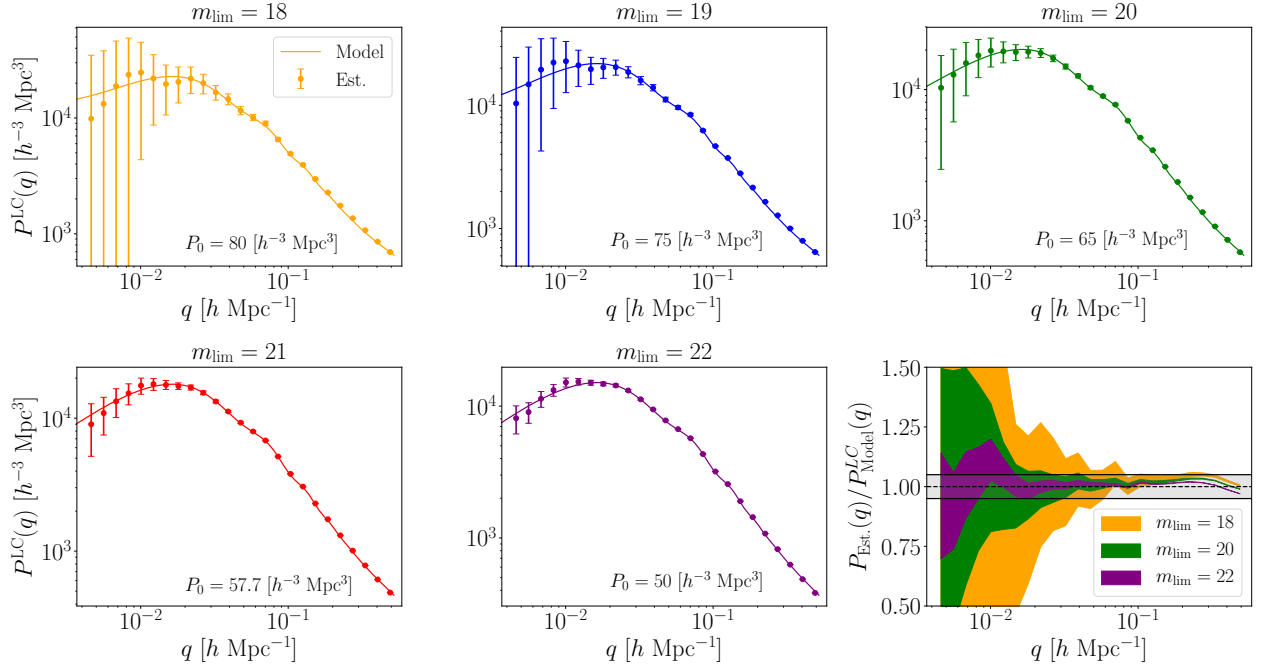 m_lim = 18
P^LC(q) [h^−3 Mpc^3]
10^4
10^3
Model
Est.
P_0 = 80 [h^−3 Mpc^3]
10^−2
10^−1
q [h Mpc^−1]
m_lim = 19
10^4
10^3
P_0 = 75 [h^−3 Mpc^3]
10^−2
10^−1
q [h Mpc^−1]
m_lim = 20
10^4
10^3
P_0 = 65 [h^−3 Mpc^3]
10^−2
10^−1
q [h Mpc^−1]
m_lim = 21
P^LC(q) [h^−3 Mpc^3]
10^4
10^3
P_0 = 57.7 [h^−3 Mpc^3]
10^−2
10^−1
q [h Mpc^−1]
m_lim = 22
10^4
10^3
P_0 = 50 [h^−3 Mpc^3]
10^−2
10^−1
q [h Mpc^−1]
P_Est.(q)/P^LC_Model(q)
1.50
1.25
1.00
0.75
0.50
m_lim = 18
m_lim = 20
m_lim = 22
10^−2
10^−1
q [h Mpc^−1]